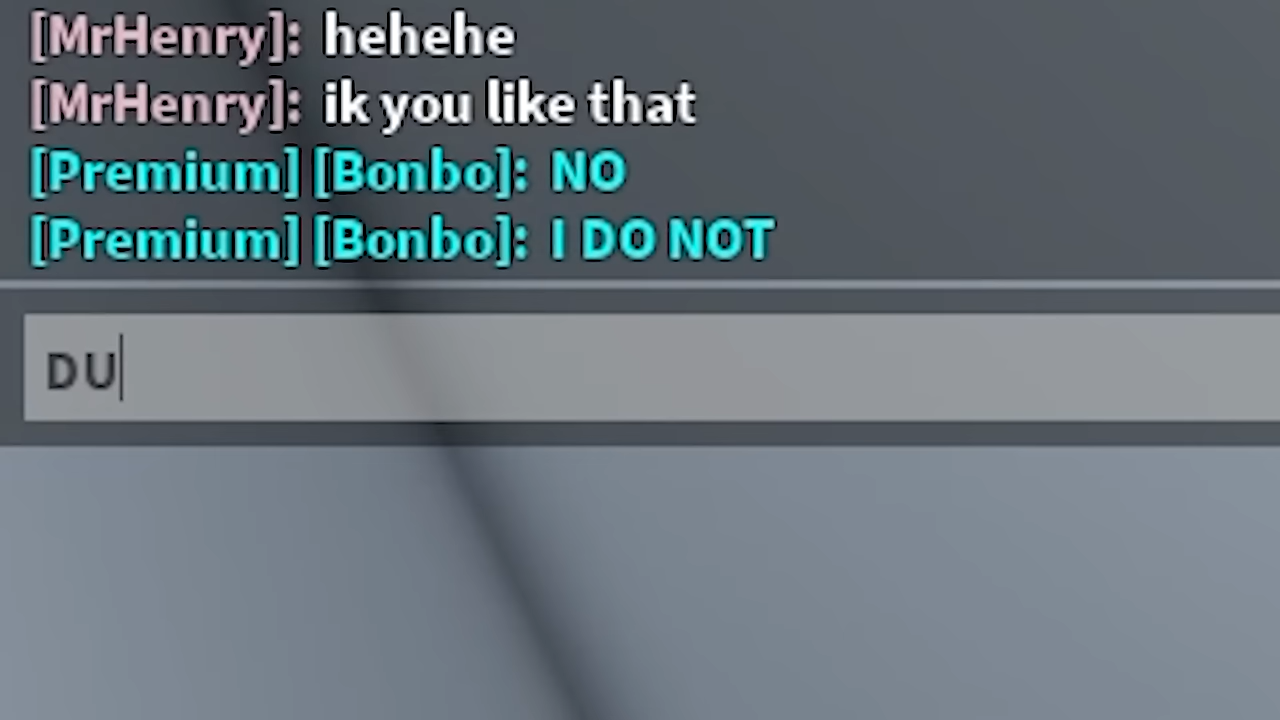 [MrHenry]: hehehe
[MrHenry]: ik you like that
[Premium] [Bonbo]: NO
[Premium] [Bonbo]: I DO NOT
DU